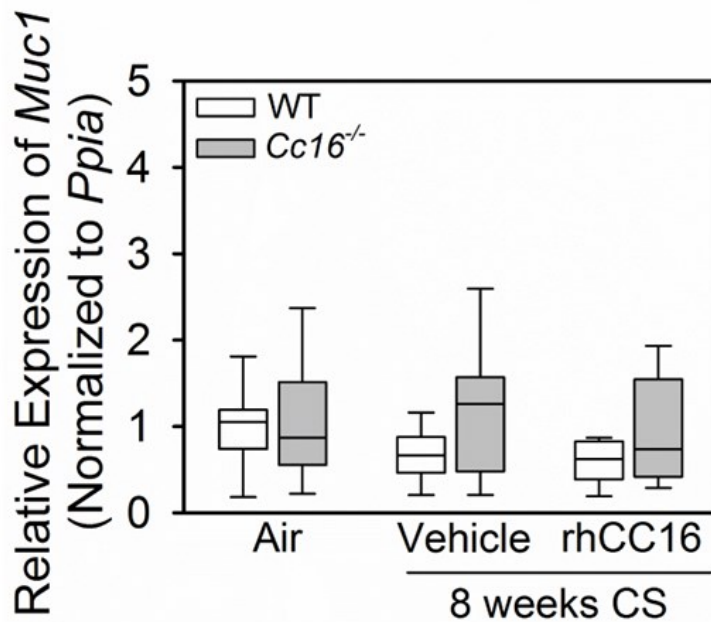 Relative Expression of Muc1
(Normalized to Ppia)
5
4
3
2
1
0
WT
Cc16-/-
Air
Vehicle
rhCC16
8 weeks CS